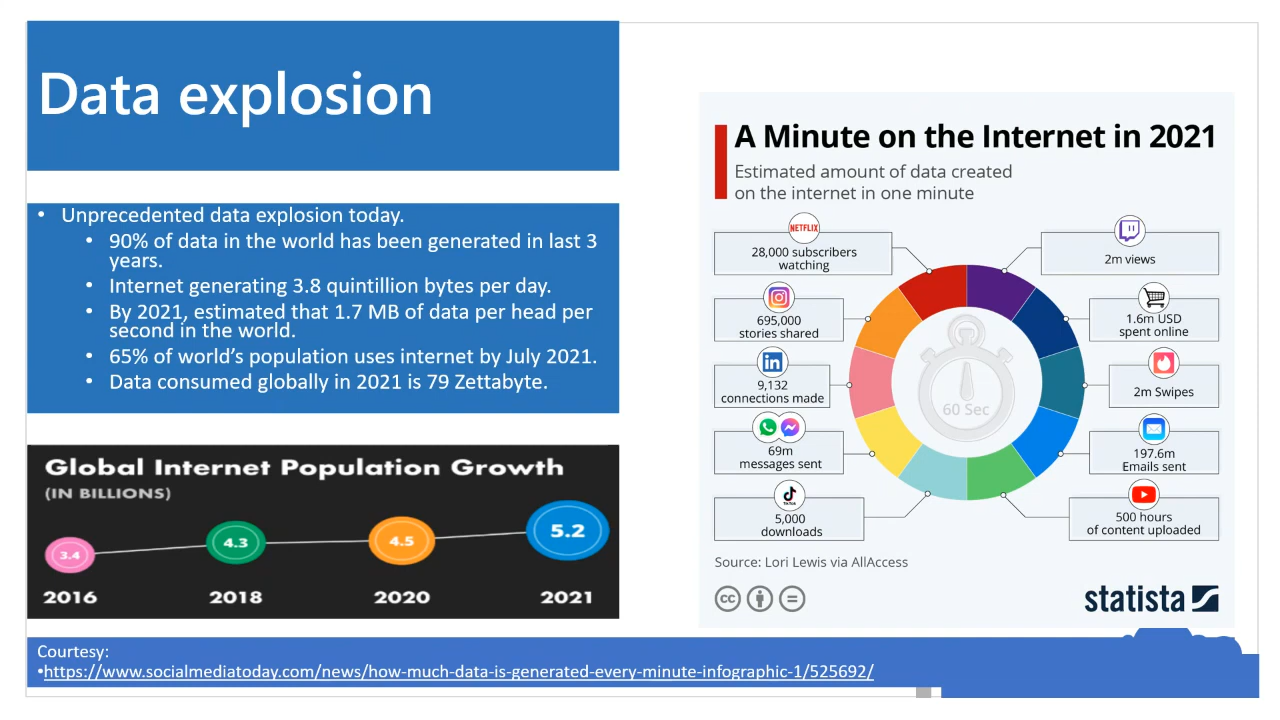 Data explosion
• Unprecedented data explosion today.
• 90% of data in the world has been generated in last 3
years.
• Internet generating 3.8 quintillion bytes per day.
• By 2021, estimated that 1.7 MB of data per head per
second in the world.
• 65% of world’s population uses internet by July 2021.
• Data consumed globally in 2021 is 79 Zettabyte.
Global Internet Population Growth
(IN BILLIONS)
3.4
4.3
4.5
5.2
2016
2018
2020
2021
A Minute on the Internet in 2021
Estimated amount of data created
on the internet in one minute
NETFLIX
28,000 subscribers
watching
2m views
695,000
stories shared
1.6m USD
spent online
in
9,132
connections made
2m Swipes
60 Sec
69m
messages sent
197.6m
Emails sent
TikTok
5,000
downloads
500 hours
of content uploaded
Source: Lori Lewis via AllAccess
cc
statista
Courtesy:
•https://www.socialmediatoday.com/news/how-much-data-is-generated-every-minute-infographic-1/525692/